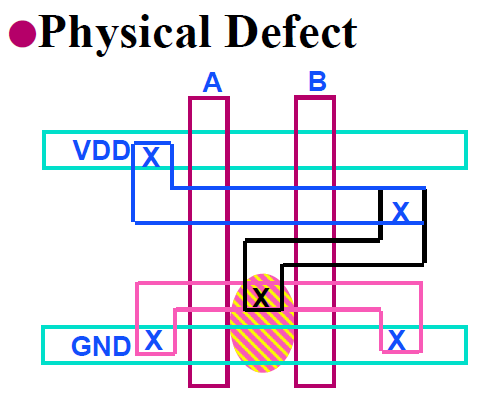 Physical Defect
A B
VDD X
X
X
GND X X